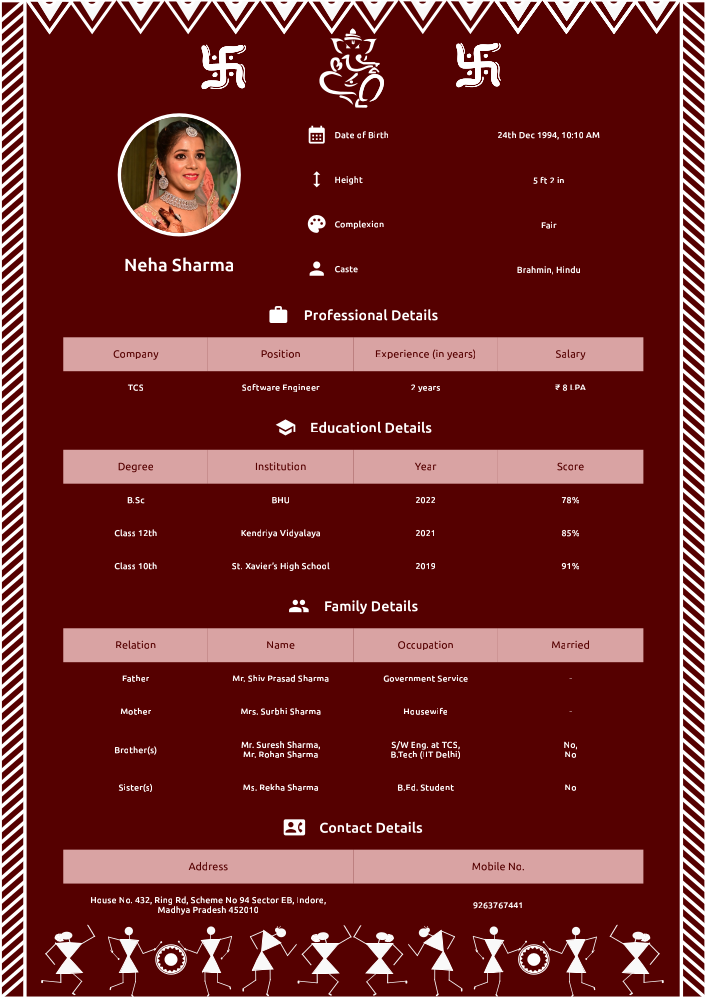 Date of Birth 24th Dec 1994, 10:10 AM
Height 5 ft 2 in
Complexion Fair
Neha Sharma
Caste Brahmin, Hindu
Professional Details
Company Position Experience (in years) Salary
TCS Software Engineer 2 years ₹ 8 LPA
Educationl Details
Degree Institution Year Score
B.Sc BHU 2022 78%
Class 12th Kendriya Vidyalaya 2021 85%
Class 10th St. Xavier's High School 2019 91%
Family Details
Relation Name Occupation Married
Father Mr. Shiv Prasad Sharma Government Service -
Mother Mrs. Surbhi Sharma Housewife -
Brother(s) Mr. Suresh Sharma, S/W Eng. at TCS, No,
Mr. Rohan Sharma B.Tech (IIT Delhi) No
Sister(s) Ms. Rekha Sharma B.Ed. Student No
Contact Details
Address Mobile No.
House No. 432, Ring Rd, Scheme No 94 Sector EB, Indore,
Madhya Pradesh 452010
9263767441